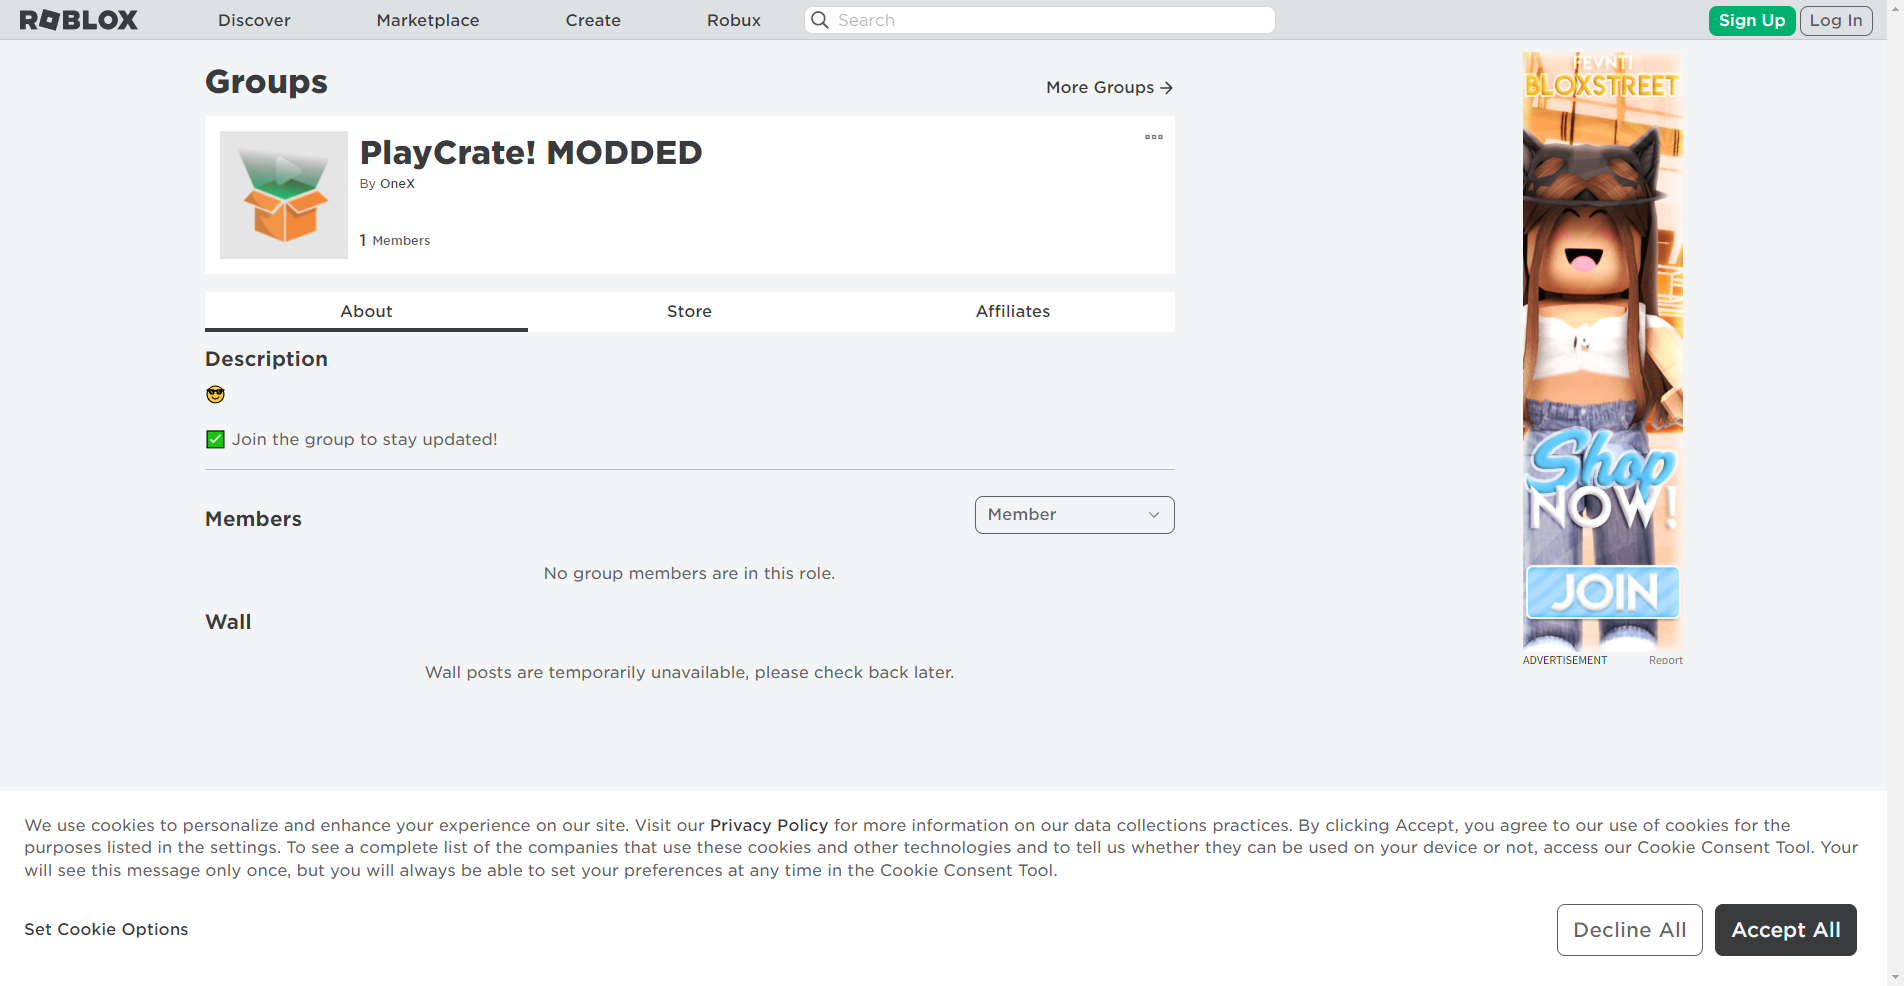 ROBLOX
Discover
Marketplace
Create
Robux
Search
Sign Up
Log In
Groups
More Groups →
PlayCrate! MODDED
By OneX
1 Members
About
Store
Affiliates
Description
😎
✅ Join the group to stay updated!
Members
Member
No group members are in this role.
Wall
Wall posts are temporarily unavailable, please check back later.
BLOXSTREET
Shop
NOW!
JOIN
ADVERTISEMENT
Report
We use cookies to personalize and enhance your experience on our site. Visit our Privacy Policy for more information on our data collections practices. By clicking Accept, you agree to our use of cookies for the
purposes listed in the settings. To see a complete list of the companies that use these cookies and other technologies and to tell us whether they can be used on your device or not, access our Cookie Consent Tool. Your
will see this message only once, but you will always be able to set your preferences at any time in the Cookie Consent Tool.
Set Cookie Options
Decline All
Accept All